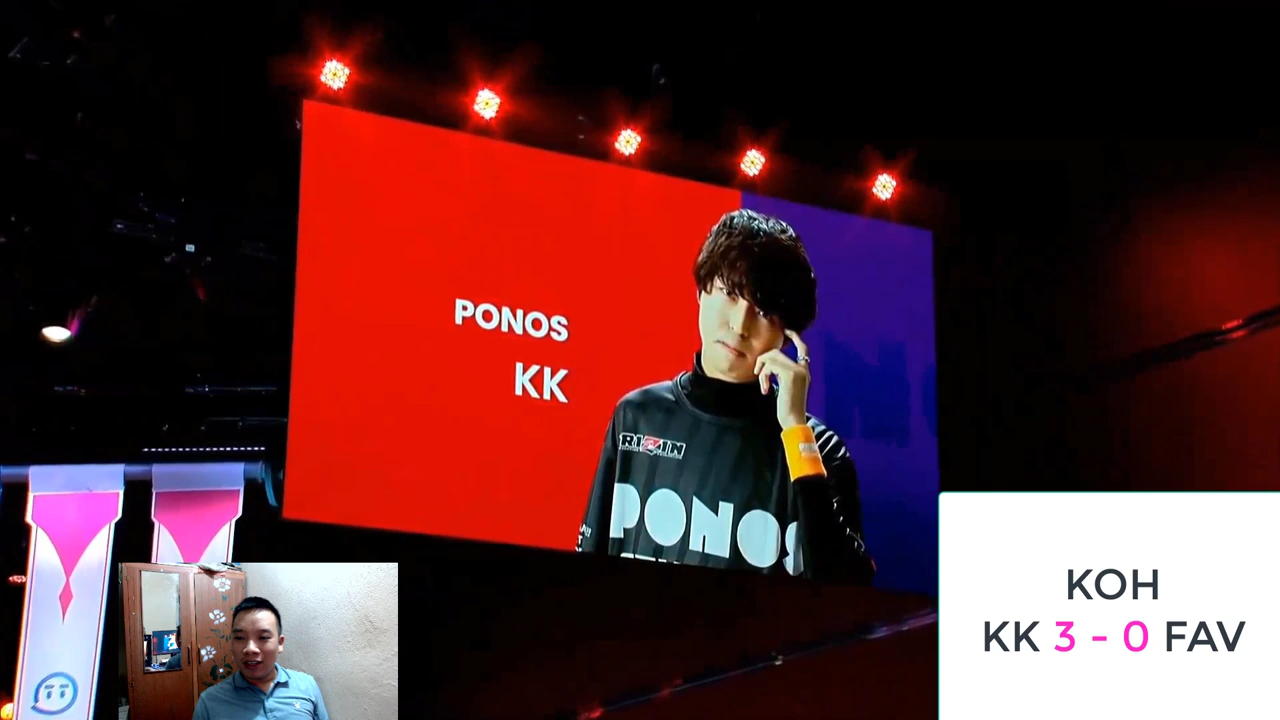 PONOS
KK
RIZIN
PONOS
KOH
KK 3 - 0 FAV